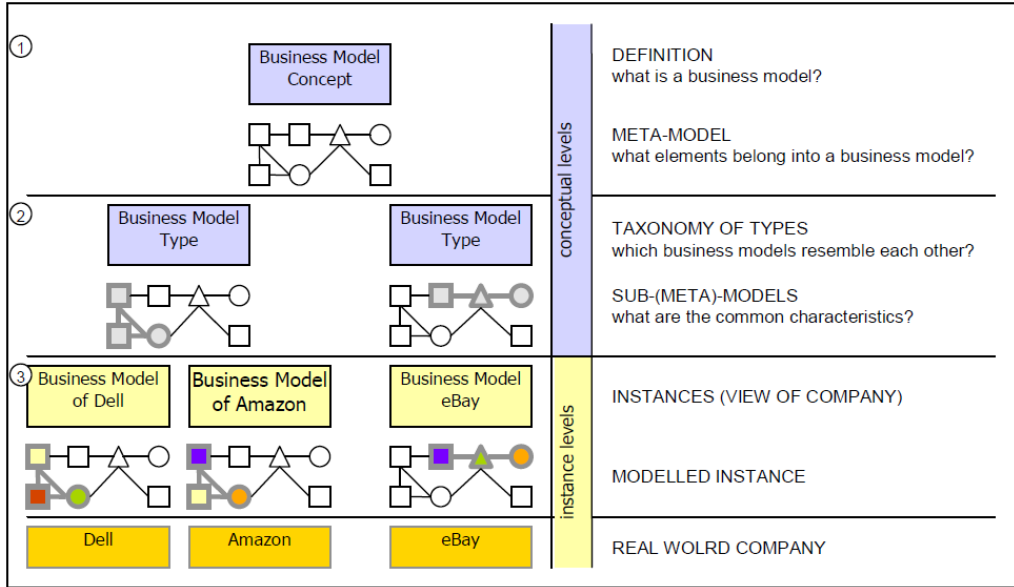 1
Business Model
Concept
DEFINITION
what is a business model?
META-MODEL
what elements belong into a business model?
conceptual levels
2
Business Model
Type
Business Model
Type
TAXONOMY OF TYPES
which business models resemble each other?
SUB-(META)-MODELS
what are the common characteristics?
3
Business Model
of Dell
Business Model
of Amazon
Business Model
eBay
instance levels
INSTANCES (VIEW OF COMPANY)
MODELLED INSTANCE
Dell
Amazon
eBay
REAL WOLRD COMPANY